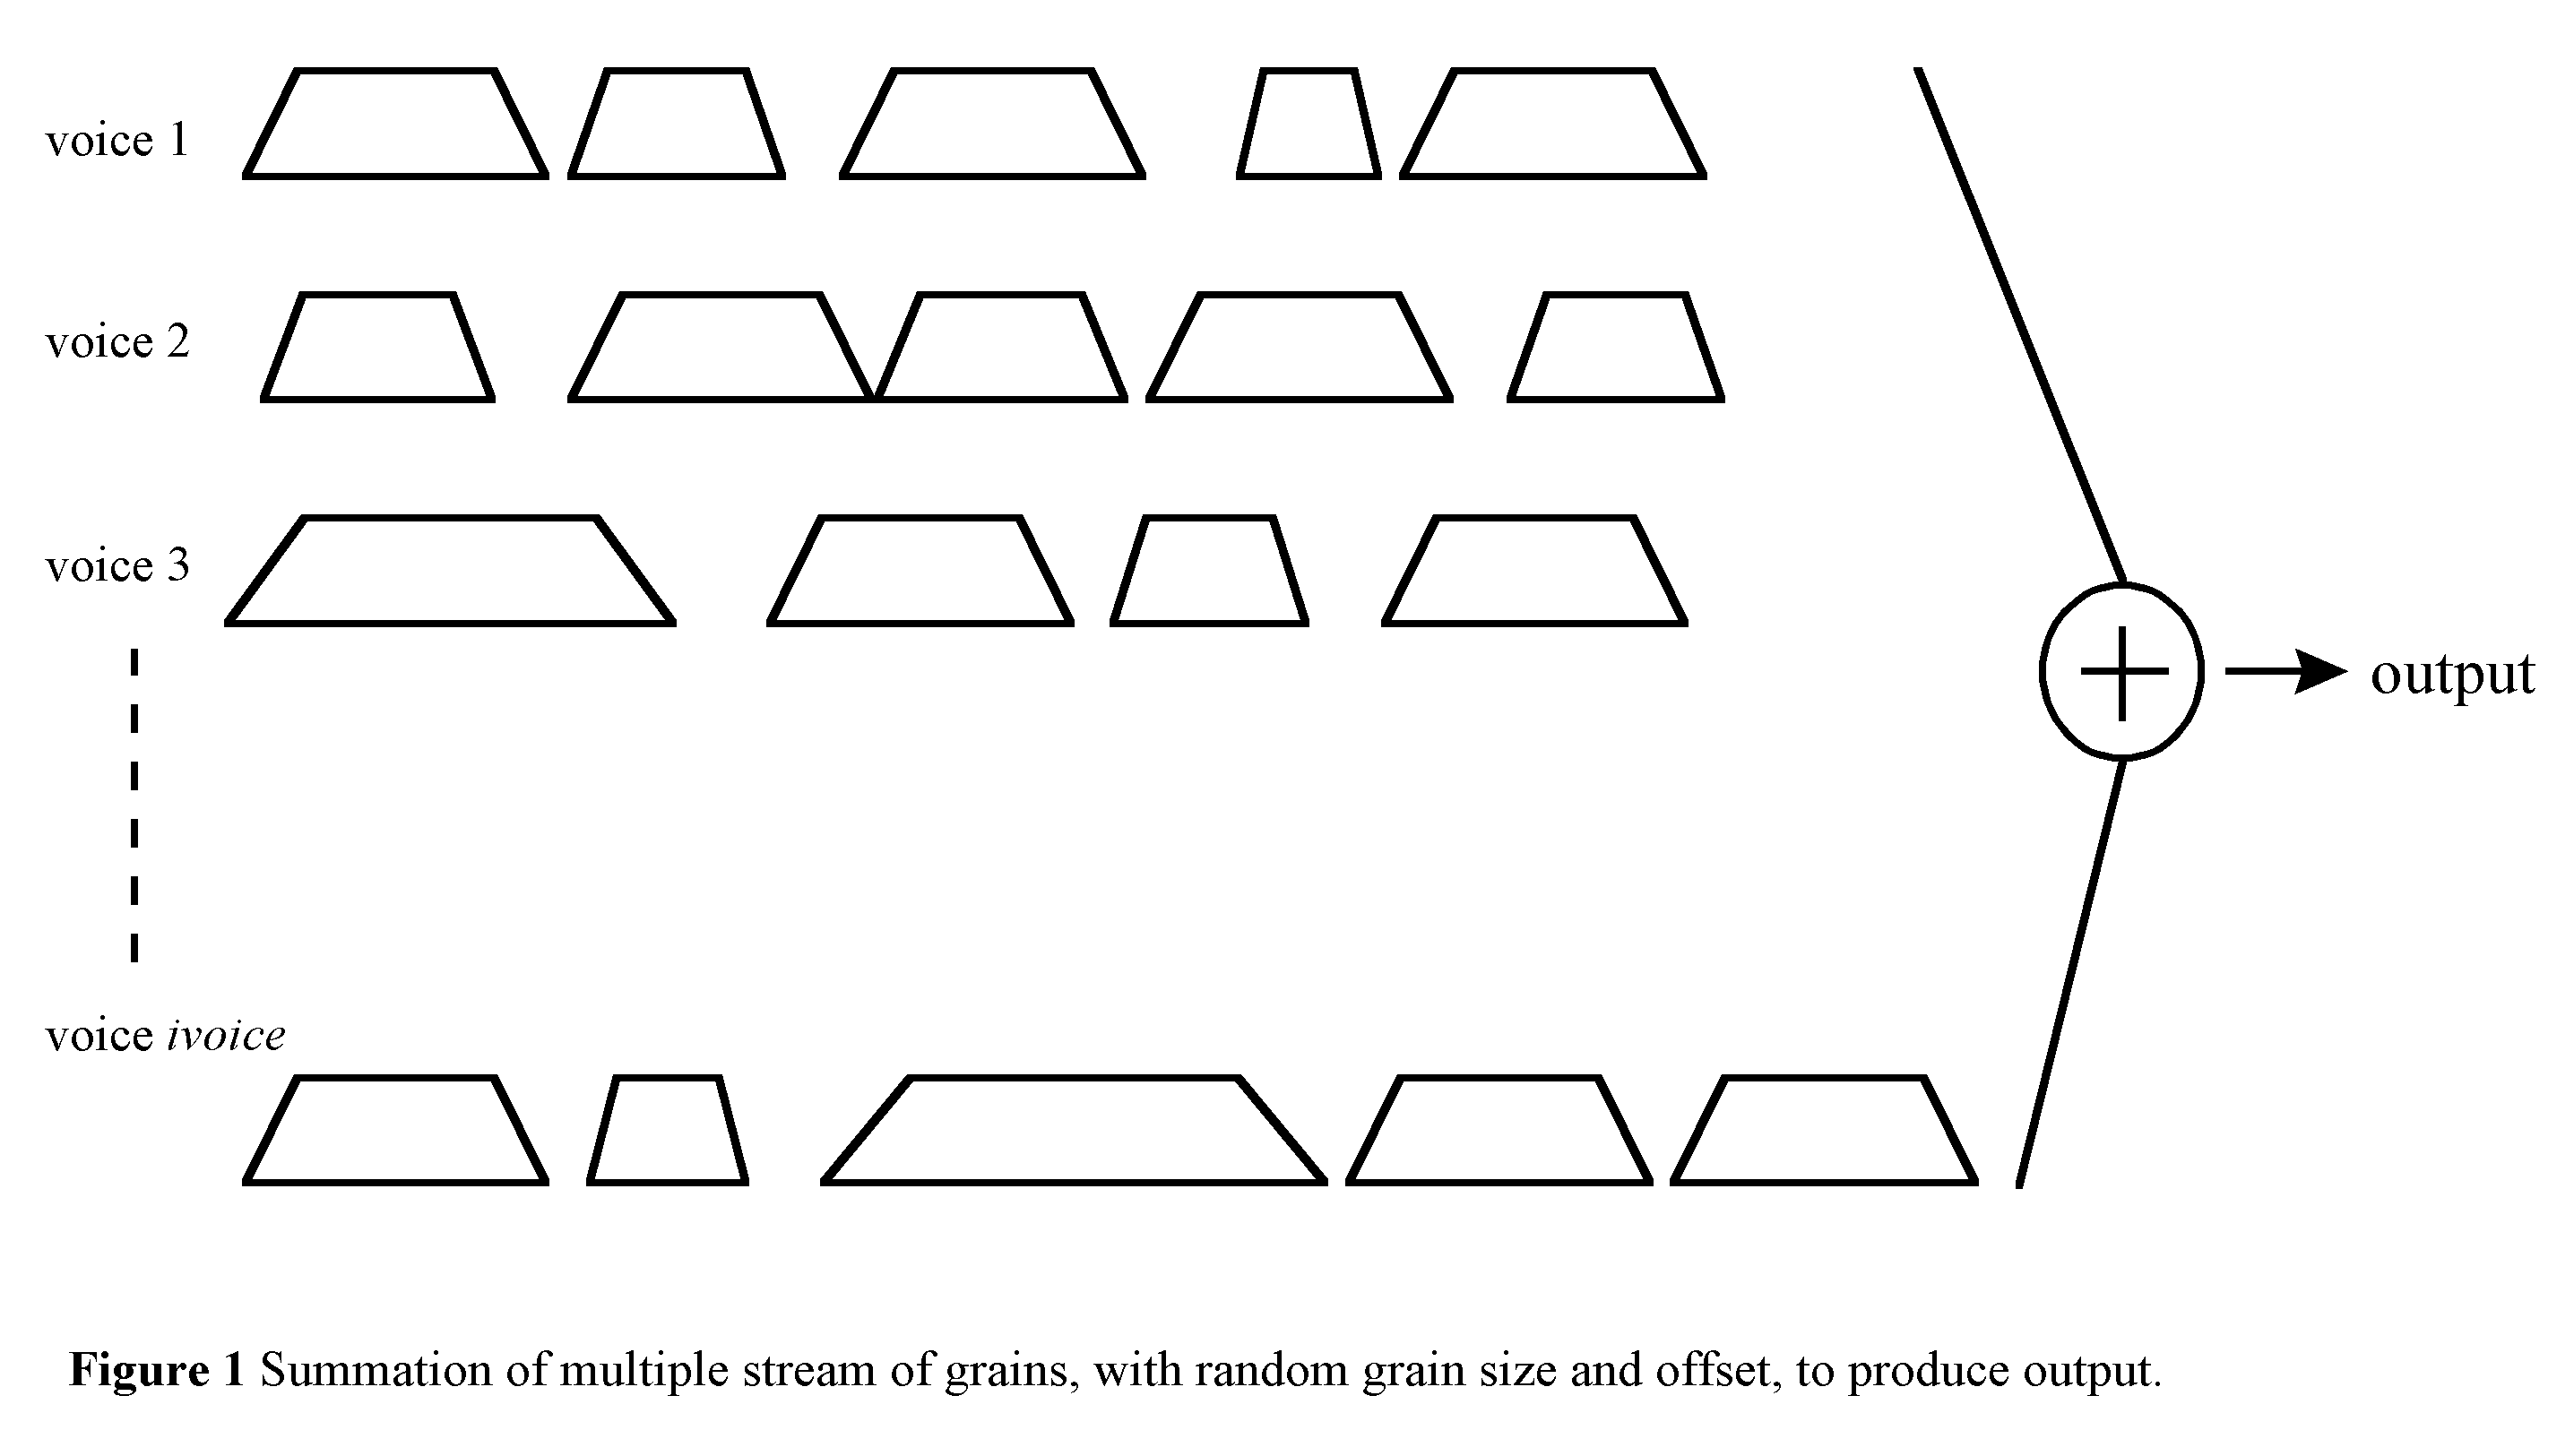 voice 1
voice 2
voice 3
output
voice ivoice
Figure 1 Summation of multiple stream of grains, with random grain size and offset, to produce output.